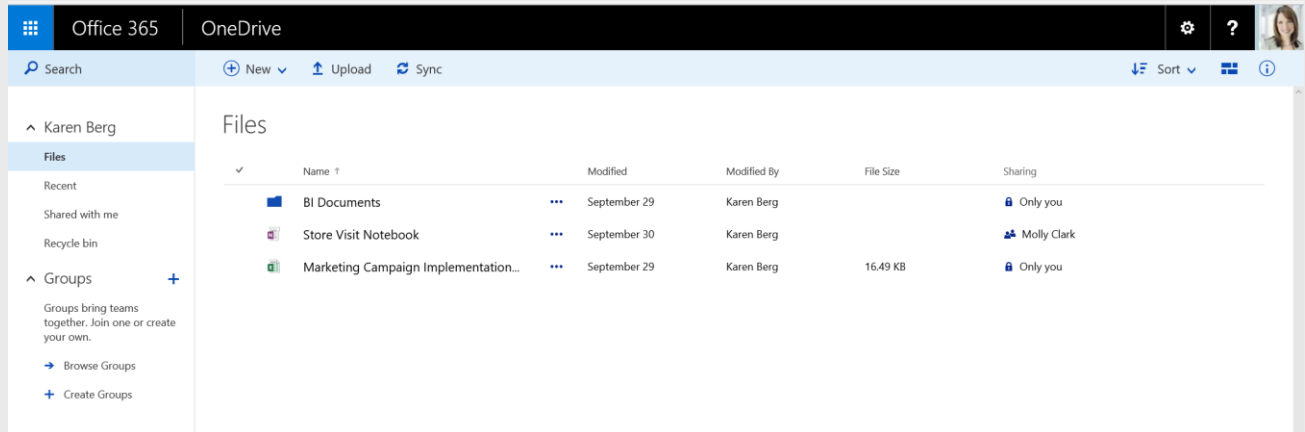 Office 365 OneDrive ?
Search New Upload Sync Sort
Karen Berg
Files
Recent
Shared with me
Recycle bin
Groups +
Groups bring teams
together. Join one or create
your own.
Browse Groups
+ Create Groups
Files
Name Modified Modified By File Size Sharing
BI Documents ••• September 29 Karen Berg Only you
Store Visit Notebook ••• September 30 Karen Berg Molly Clark
Marketing Campaign Implementation... ••• September 29 Karen Berg 16.49 KB Only you